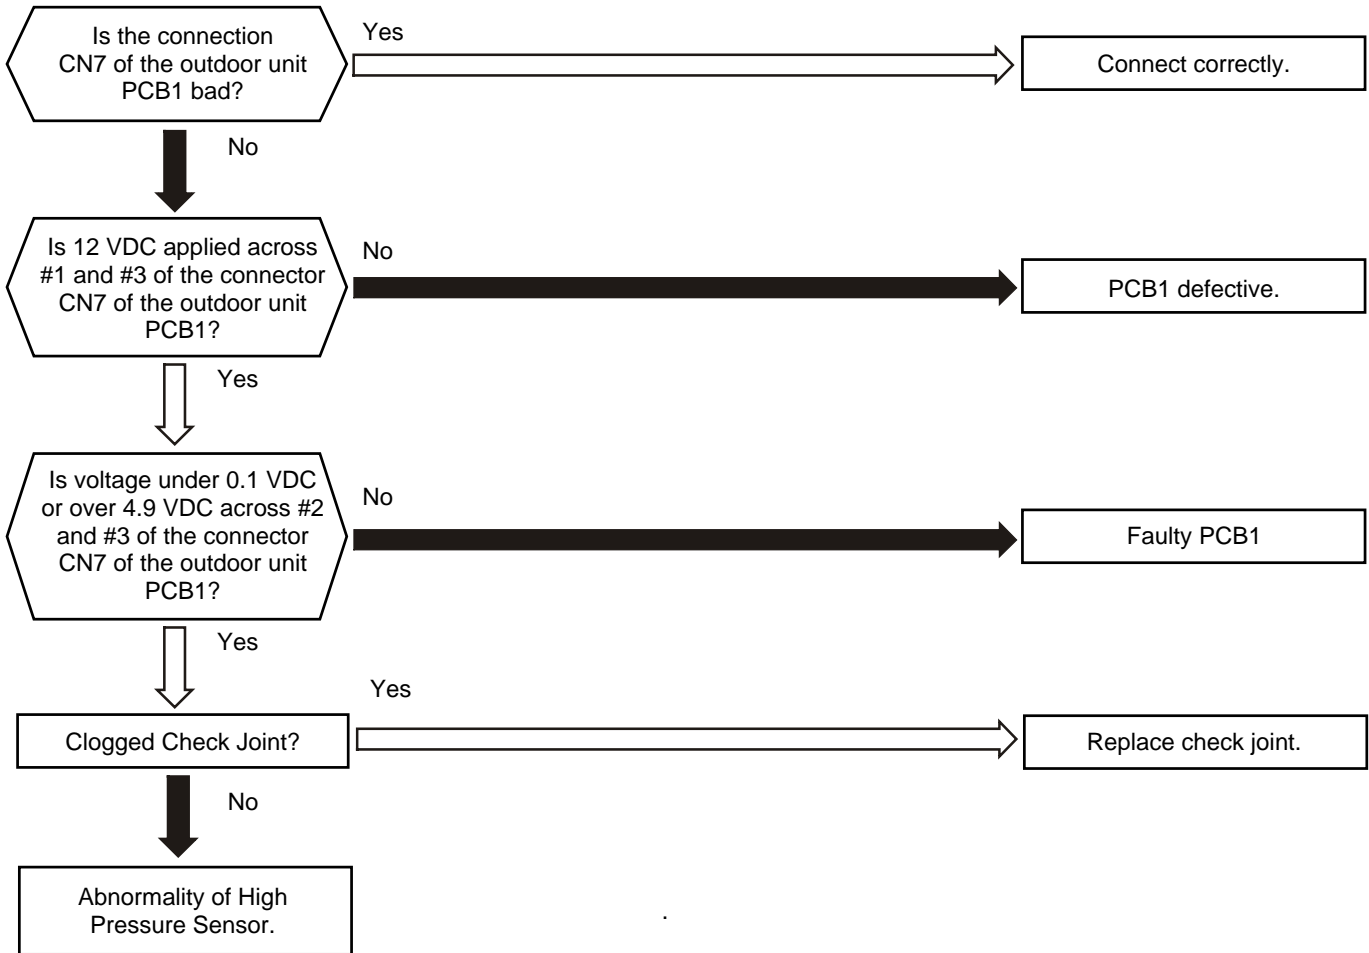 Is the connection
CN7 of the outdoor unit
PCB1 bad?
Yes
Connect correctly.
No
Is 12 VDC applied across
#1 and #3 of the connector
CN7 of the outdoor unit
PCB1?
No
PCB1 defective.
Yes
Is voltage under 0.1 VDC
or over 4.9 VDC across #2
and #3 of the connector
CN7 of the outdoor unit
PCB1?
No
Faulty PCB1
Yes
Clogged Check Joint?
Yes
Replace check joint.
No
Abnormality of High
Pressure Sensor.
.